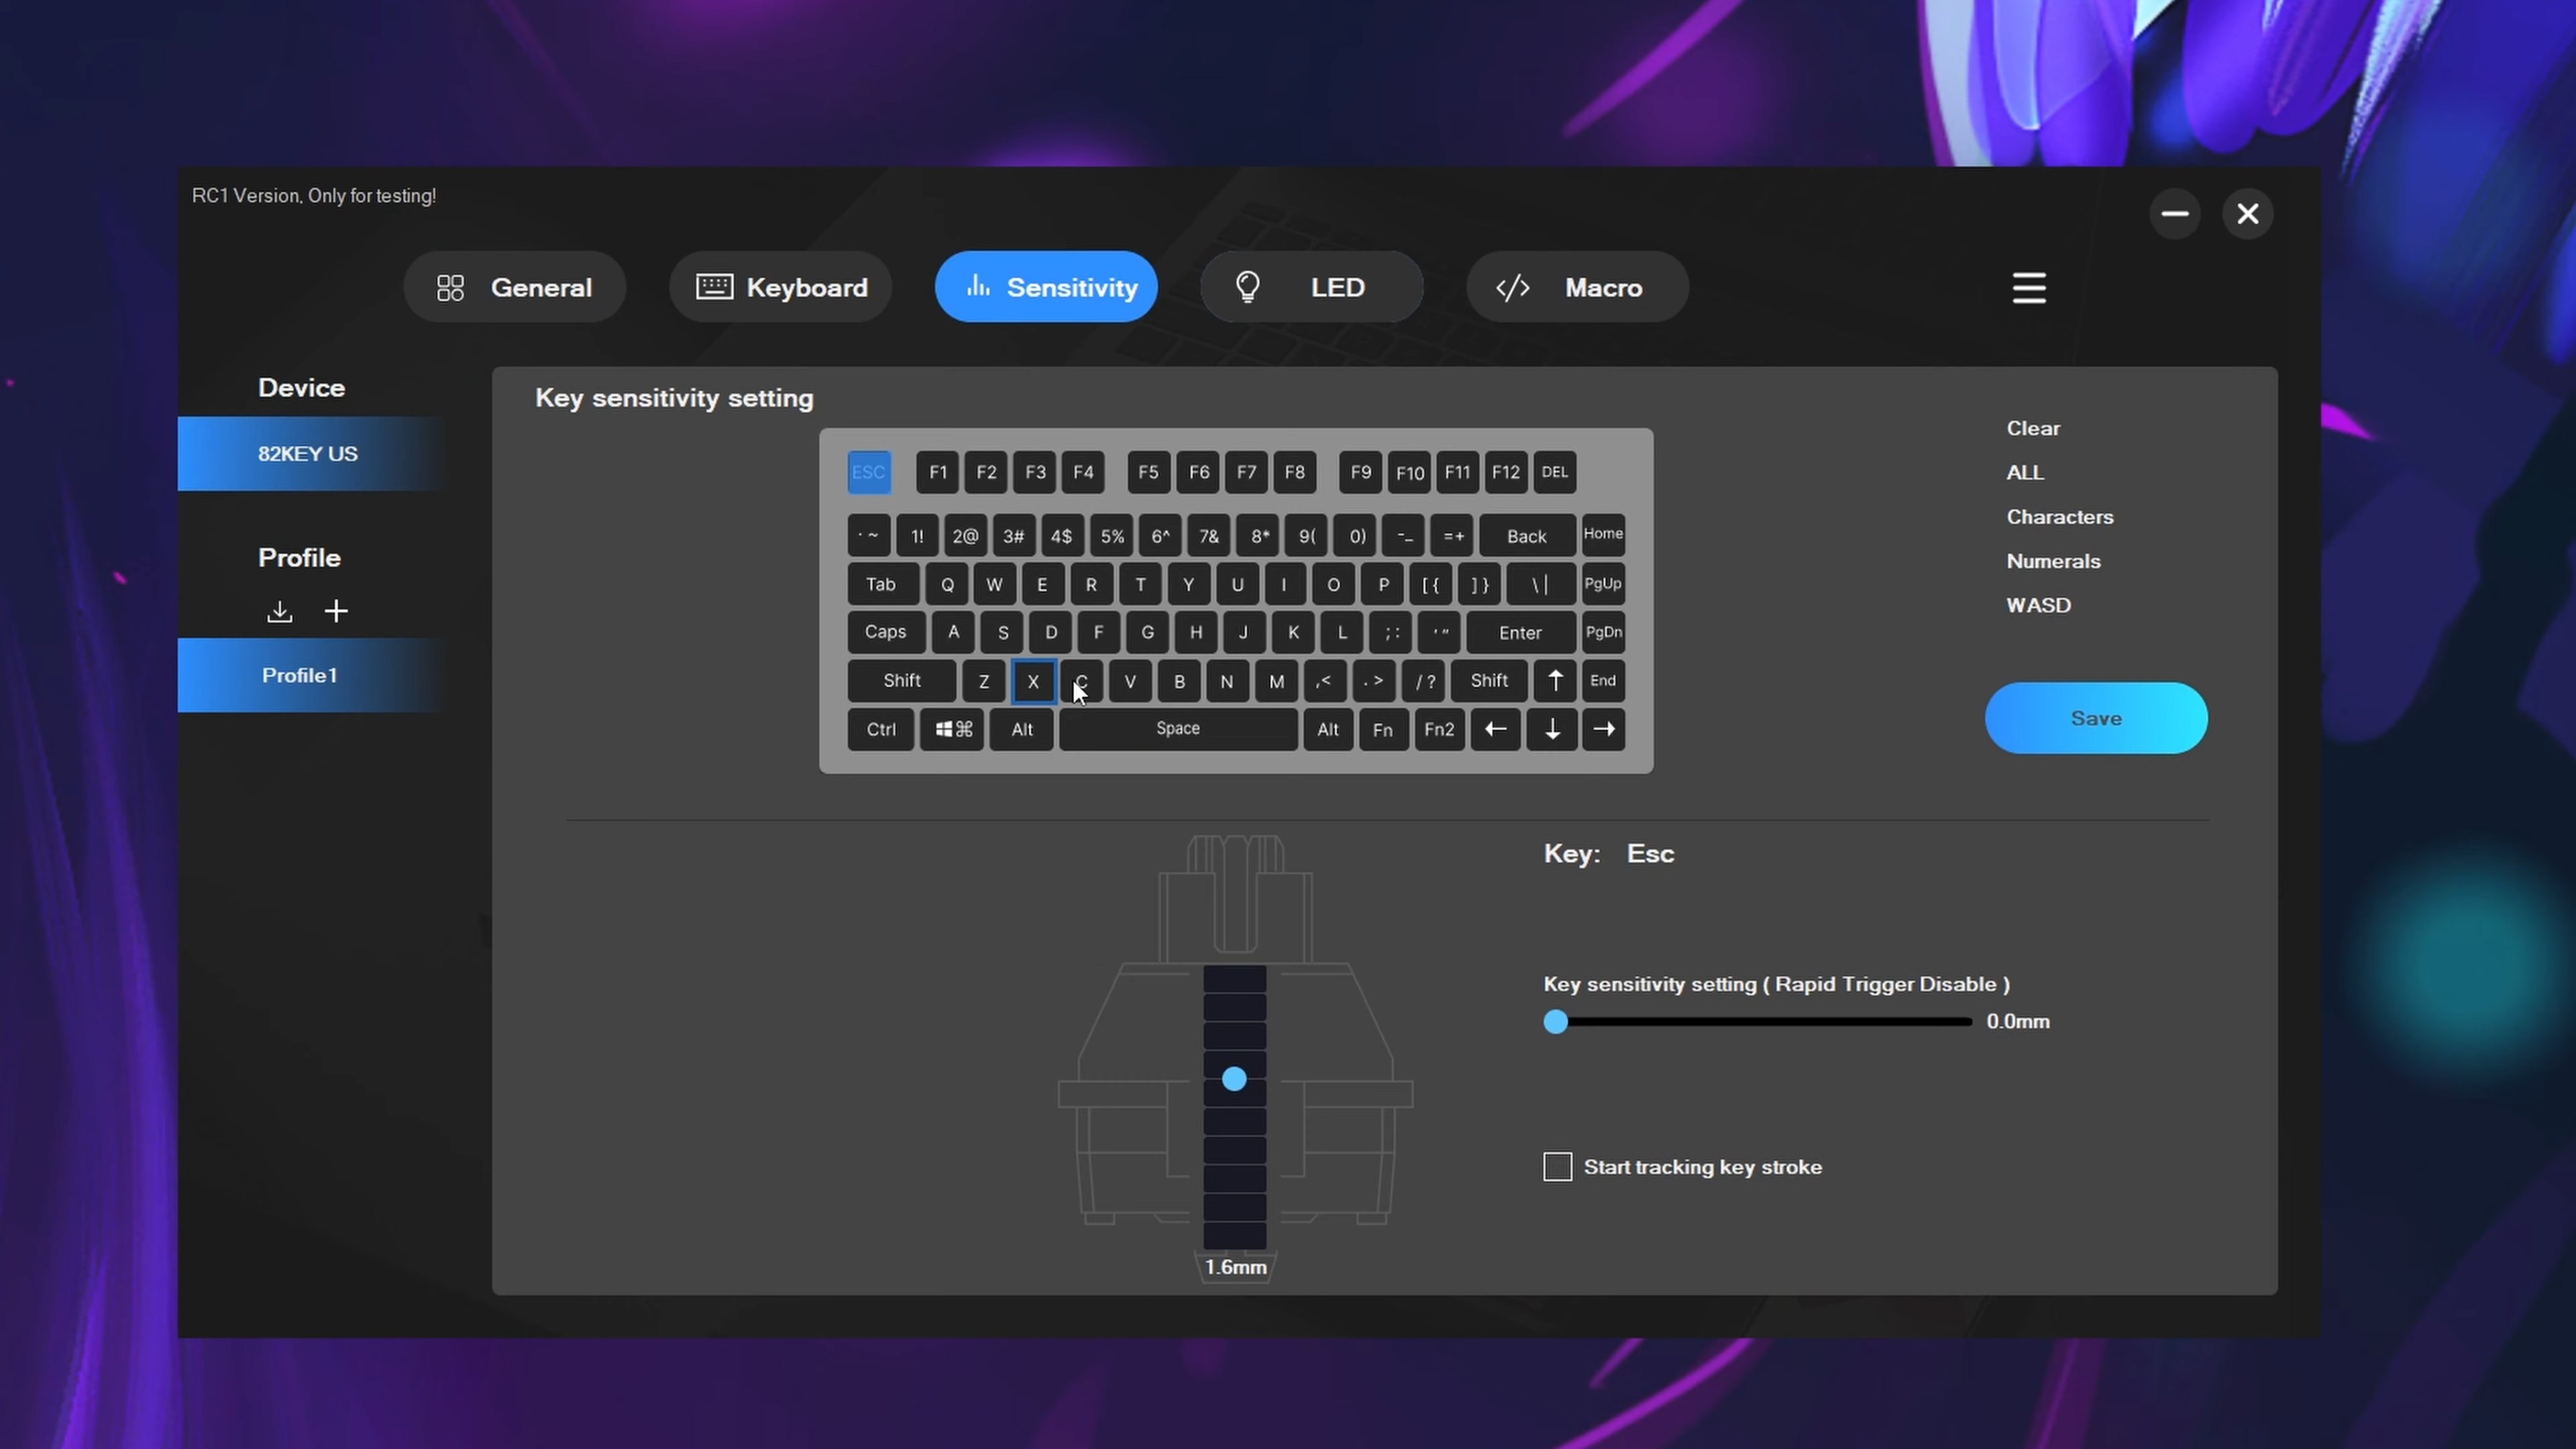 RC1 Version, Only for testing!
General Keyboard Sensitivity LED Macro
Device
82KEY US
Profile
Profile1
Key sensitivity setting
ESC F1 F2 F3 F4 F5 F6 F7 F8 F9 F10 F11 F12 DEL
· ~ 1! 2@ 3# 4$ 5% 6^ 7& 8* 9( 0) -_ =+ Back Home
Tab Q W E R T Y U I O P [ { ] } \ | PgUp
Caps A S D F G H J K L ; : ' " Enter PgDn
Shift Z X C V B N M ,< . > / ? Shift ↑ End
Ctrl ⌘ Alt Space Alt Fn Fn2 ← ↓ →
Clear
ALL
Characters
Numerals
WASD
Save
Key: Esc
Key sensitivity setting ( Rapid Trigger Disable )
0.0mm
Start tracking key stroke
1.6mm